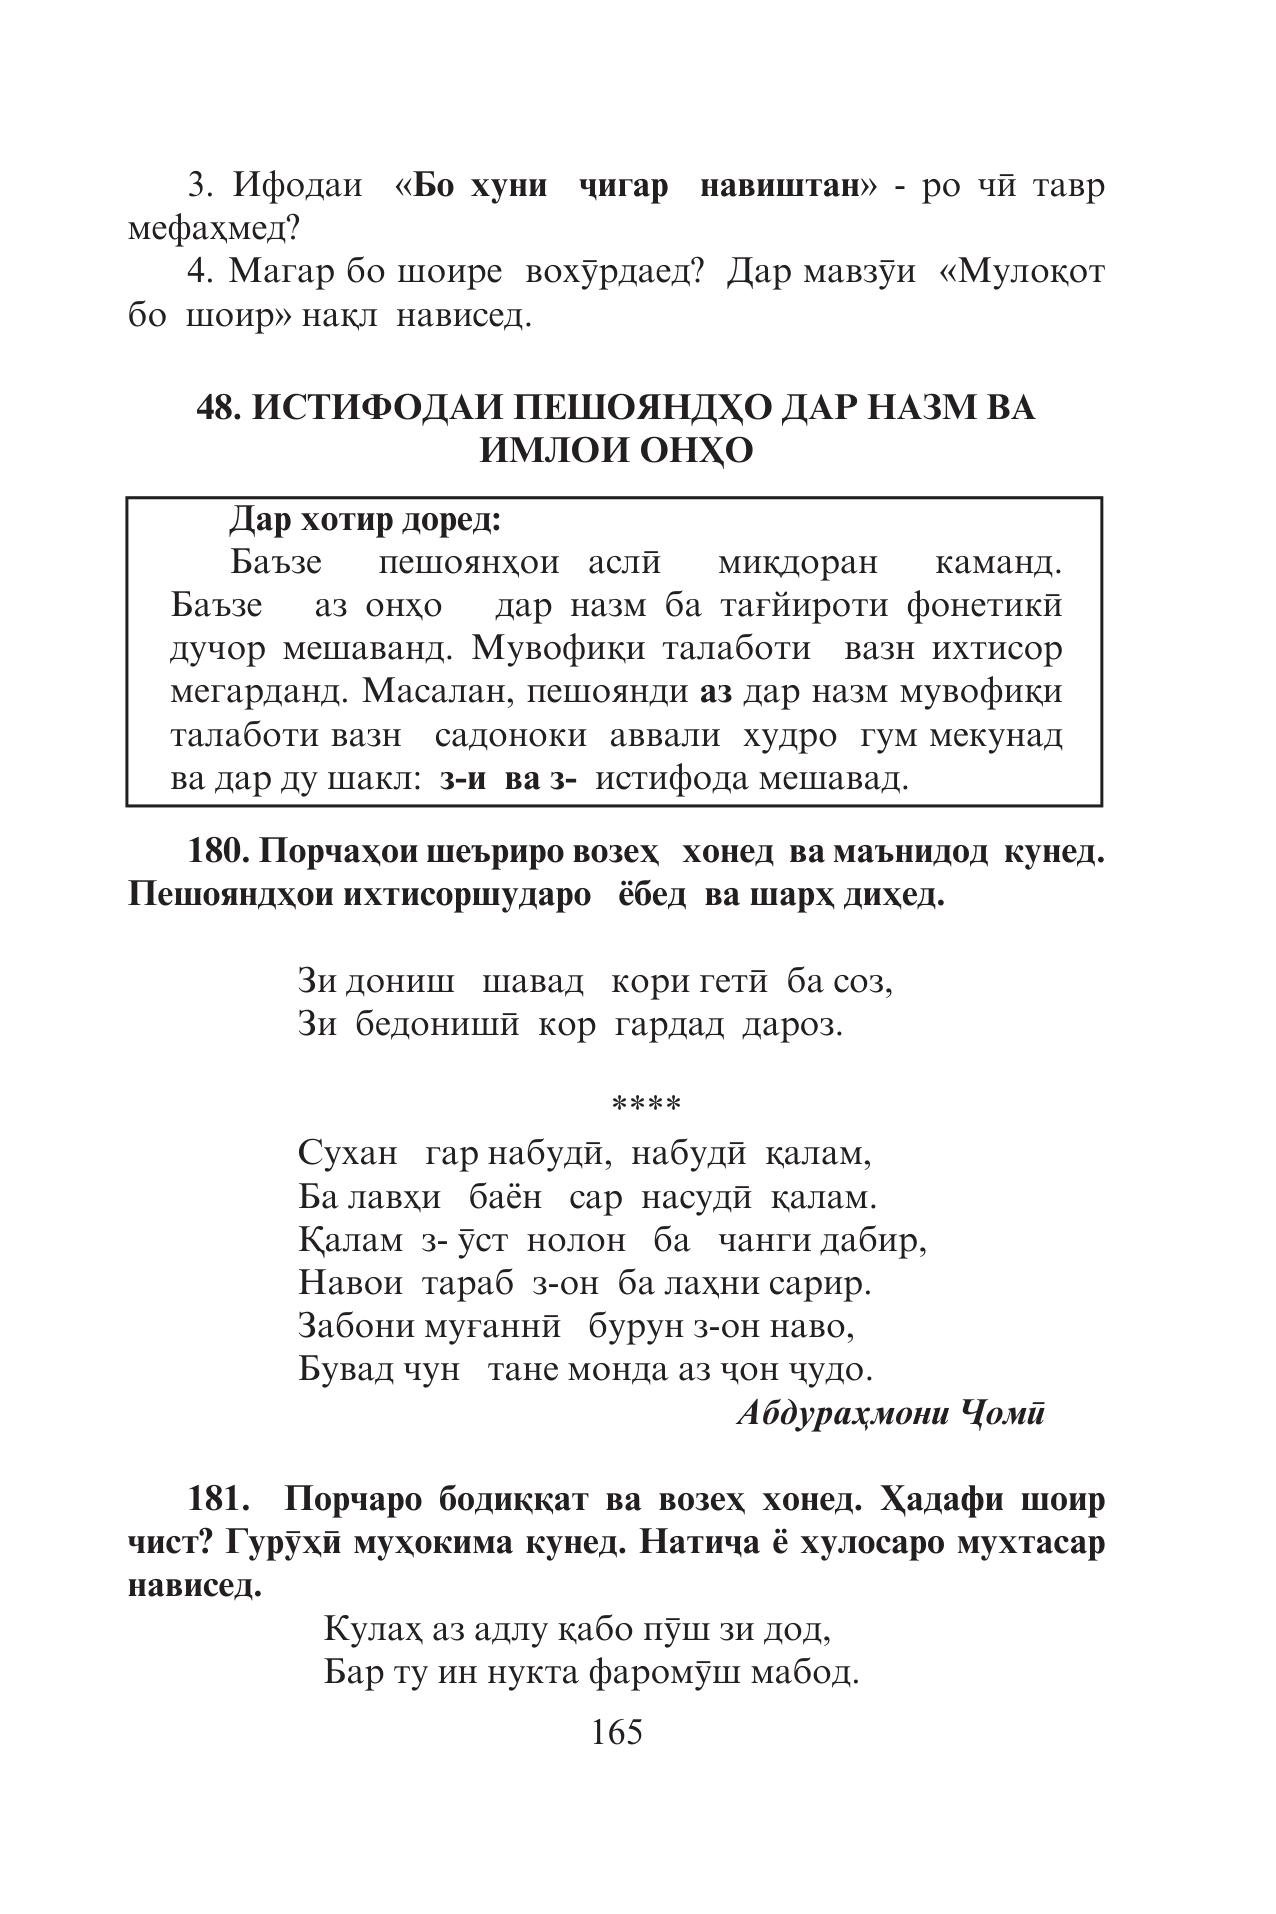 3. Ифодаи «Бо хуни ҷигар навиштан» - ро чӣ тавр
мефаҳмед?
4. Магар бо шоире вохӯрдаед? Дар мавзӯи «Мулоқот
бо шоир» нақл нависед.
48. ИСТИФОДАИ ПЕШОЯНДҲО ДАР НАЗМ ВА
ИМЛОИ ОНҲО
Дар хотир доред:
Баъзе пешоянҳои аслӣ миқдоран каманд.
Баъзе аз онҳо дар назм ба тағйироти фонетикӣ
дучор мешаванд. Мувофиқи талаботи вазн ихтисор
мегарданд. Масалан, пешоянди аз дар назм мувофиқи
талаботи вазн садоноки аввали худро гум мекунад
ва дар ду шакл: з-и ва з- истифода мешавад.
180. Порчаҳои шеъриро возеҳ хонед ва маънидод кунед.
Пешояндҳои ихтисоршударо ёбед ва шарҳ диҳед.
Зи дониш шавад кори гетӣ ба соз,
Зи бедонишӣ кор гардад дароз.
****
Сухан гар набудӣ, набудӣ қалам,
Ба лавҳи баён сар насудӣ қалам.
Қалам з- ӯст нолон ба чанги дабир,
Навои тараб з-он ба лаҳни сарир.
Забони муғаннӣ бурун з-он наво,
Бувад чун тане монда аз ҷон ҷудо.
Абдураҳмони Ҷомӣ
181. Порчаро бодиққат ва возеҳ хонед. Ҳадафи шоир
чист? Гурӯҳӣ муҳокима кунед. Натиҷа ё хулосаро мухтасар
нависед.
Кулаҳ аз адлу қабо пӯш зи дод,
Бар ту ин нукта фаромӯш мабод.
165